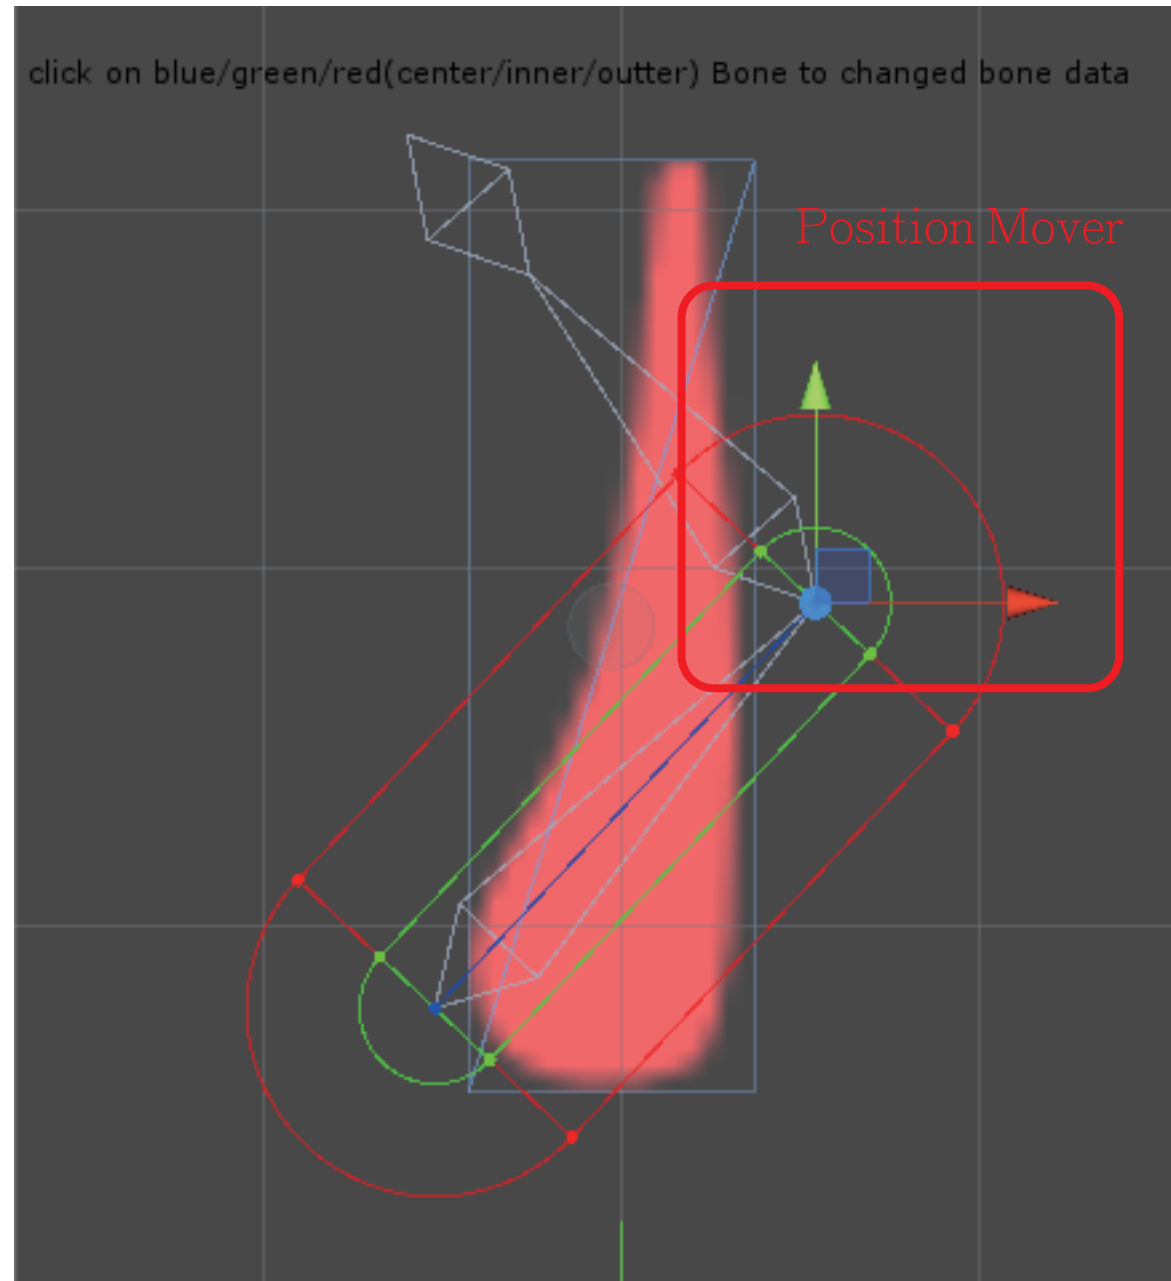 click on blue/green/red(center/inner/outter) Bone to changed bone data
Position Mover